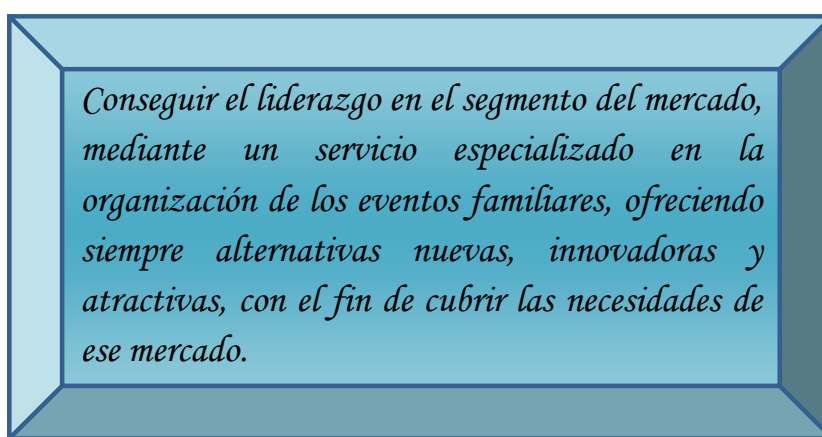 Conseguir el liderazgo en el segmento del mercado,
mediante un servicio especializado en la
organización de los eventos familiares, ofreciendo
siempre alternativas nuevas, innovadoras y
atractivas, con el fin de cubrir las necesidades de
ese mercado.